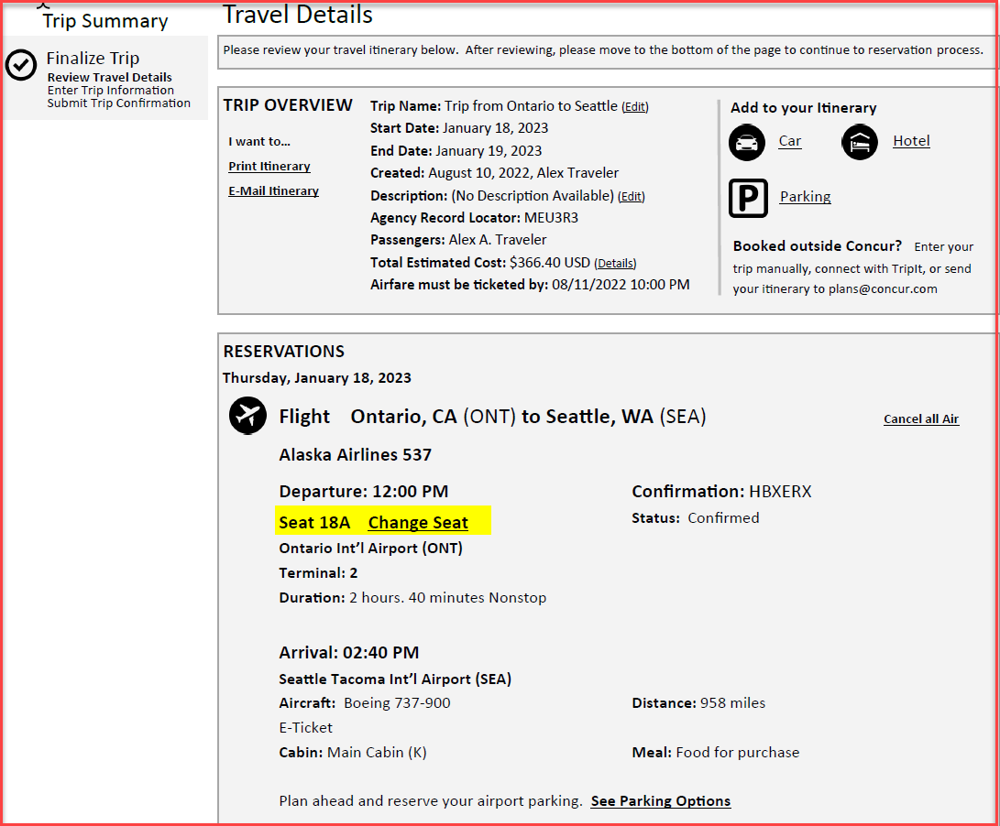 Trip Summary
Finalize Trip
Review Travel Details
Enter Trip Information
Submit Trip Confirmation
Travel Details
Please review your travel itinerary below. After reviewing, please move to the bottom of the page to continue to reservation process.
TRIP OVERVIEW
I want to...
Print Itinerary
E-Mail Itinerary
Trip Name: Trip from Ontario to Seattle (Edit)
Start Date: January 18, 2023
End Date: January 19, 2023
Created: August 10, 2022, Alex Traveler
Description: (No Description Available) (Edit)
Agency Record Locator: MEU3R3
Passengers: Alex A. Traveler
Total Estimated Cost: $366.40 USD (Details)
Airfare must be ticketed by: 08/11/2022 10:00 PM
Add to your Itinerary
Car
Hotel
P Parking
Booked outside Concur? Enter your
trip manually, connect with TripIt, or send
your itinerary to plans@concur.com
RESERVATIONS
Thursday, January 18, 2023
Flight Ontario, CA (ONT) to Seattle, WA (SEA)
Cancel all Air
Alaska Airlines 537
Departure: 12:00 PM
Confirmation: HBXERX
Seat 18A Change Seat
Status: Confirmed
Ontario Int’l Airport (ONT)
Terminal: 2
Duration: 2 hours. 40 minutes Nonstop
Arrival: 02:40 PM
Seattle Tacoma Int’l Airport (SEA)
Aircraft: Boeing 737-900
Distance: 958 miles
E-Ticket
Cabin: Main Cabin (K)
Meal: Food for purchase
Plan ahead and reserve your airport parking. See Parking Options